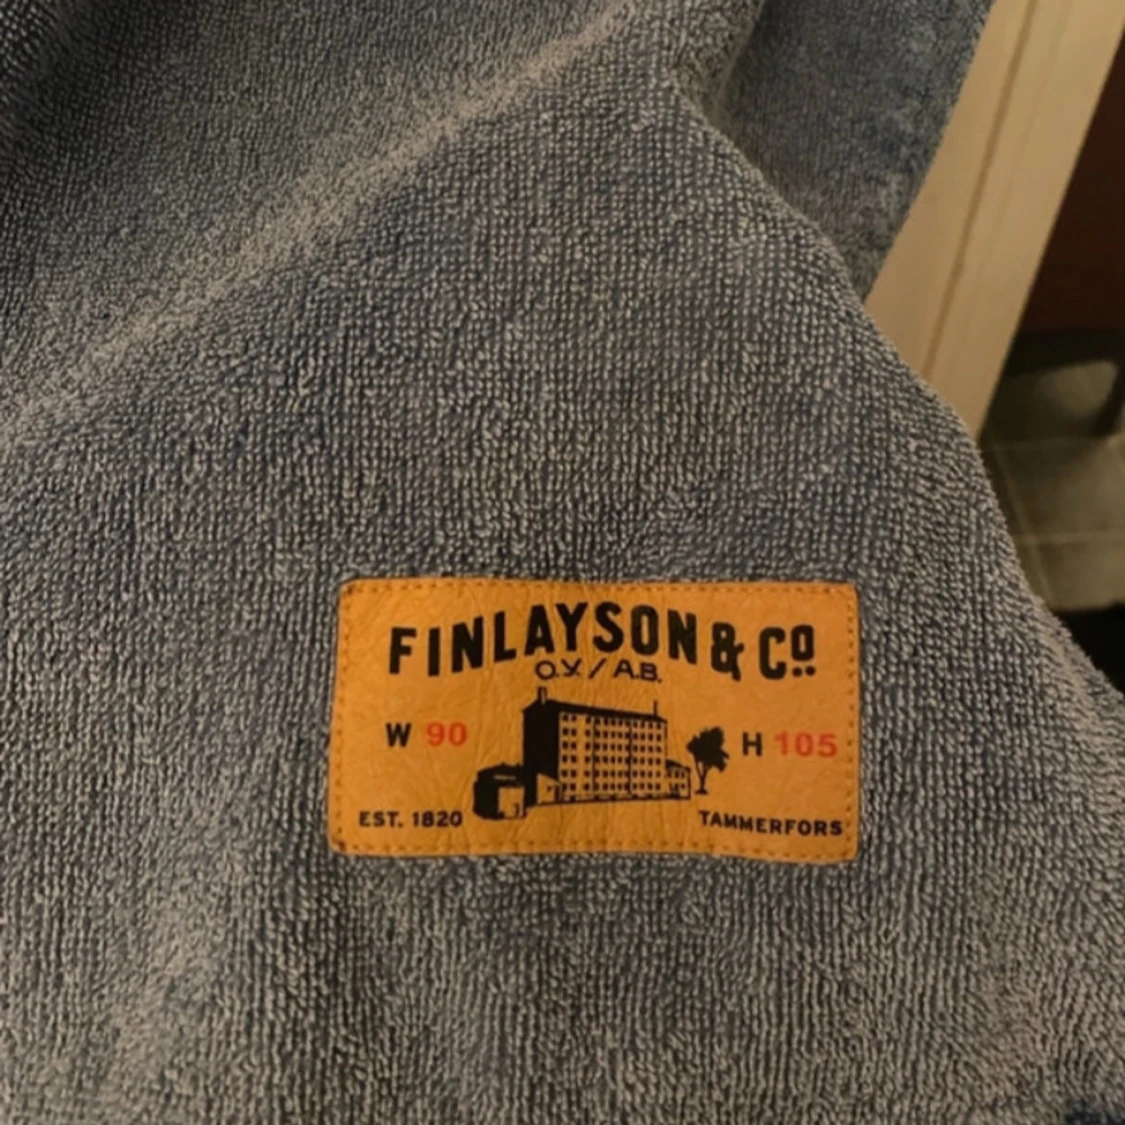 FINLAYSON & Cº
O.Y. / A.B.
W 90
H 105
EST. 1820
TAMMERFORS